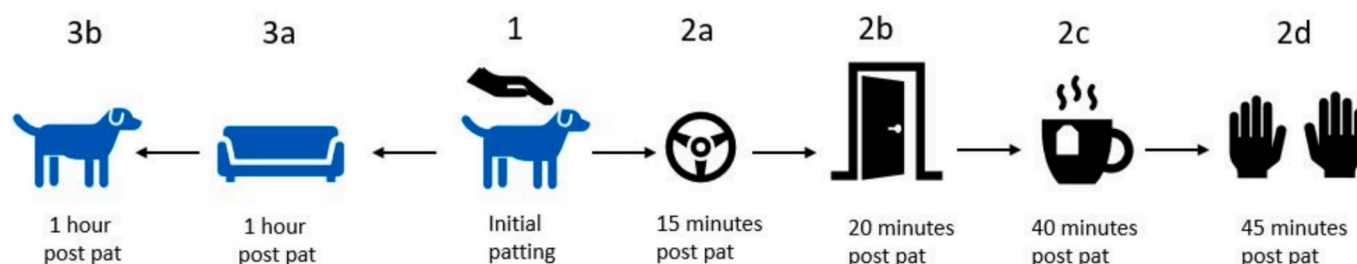 3b 3a 1 2a 2b 2c 2d
1 hour
post pat
1 hour
post pat
Initial
patting
15 minutes
post pat
20 minutes
post pat
40 minutes
post pat
45 minutes
post pat